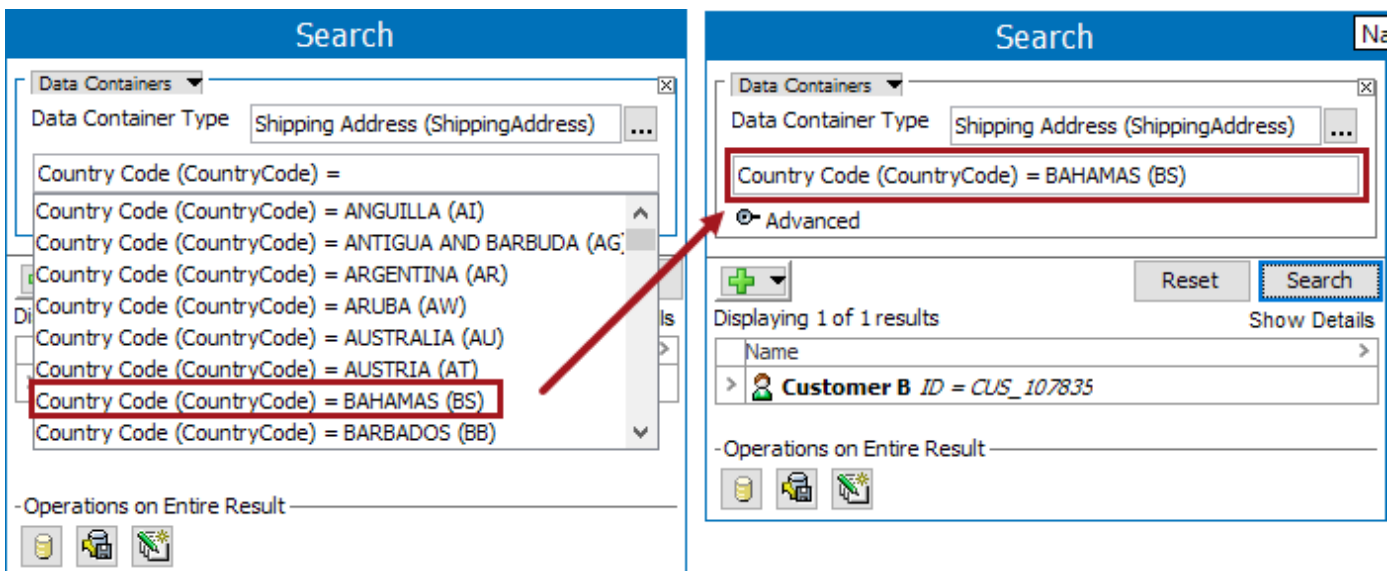 Search
Data Containers
Data Container Type Shipping Address (ShippingAddress) ...
Country Code (CountryCode) =
Country Code (CountryCode) = ANGUILLA (AI)
Country Code (CountryCode) = ANTIGUA AND BARBUDA (AG)
Country Code (CountryCode) = ARGENTINA (AR)
Country Code (CountryCode) = ARUBA (AW)
Country Code (CountryCode) = AUSTRALIA (AU)
Country Code (CountryCode) = AUSTRIA (AT)
Country Code (CountryCode) = BAHAMAS (BS)
Country Code (CountryCode) = BARBADOS (BB)
Di
ls
Operations on Entire Result
Search
Na
Data Containers
Data Container Type Shipping Address (ShippingAddress) ...
Country Code (CountryCode) = BAHAMAS (BS)
Advanced
Reset Search
Displaying 1 of 1 results Show Details
Name
Customer B ID = CUS_107835
Operations on Entire Result